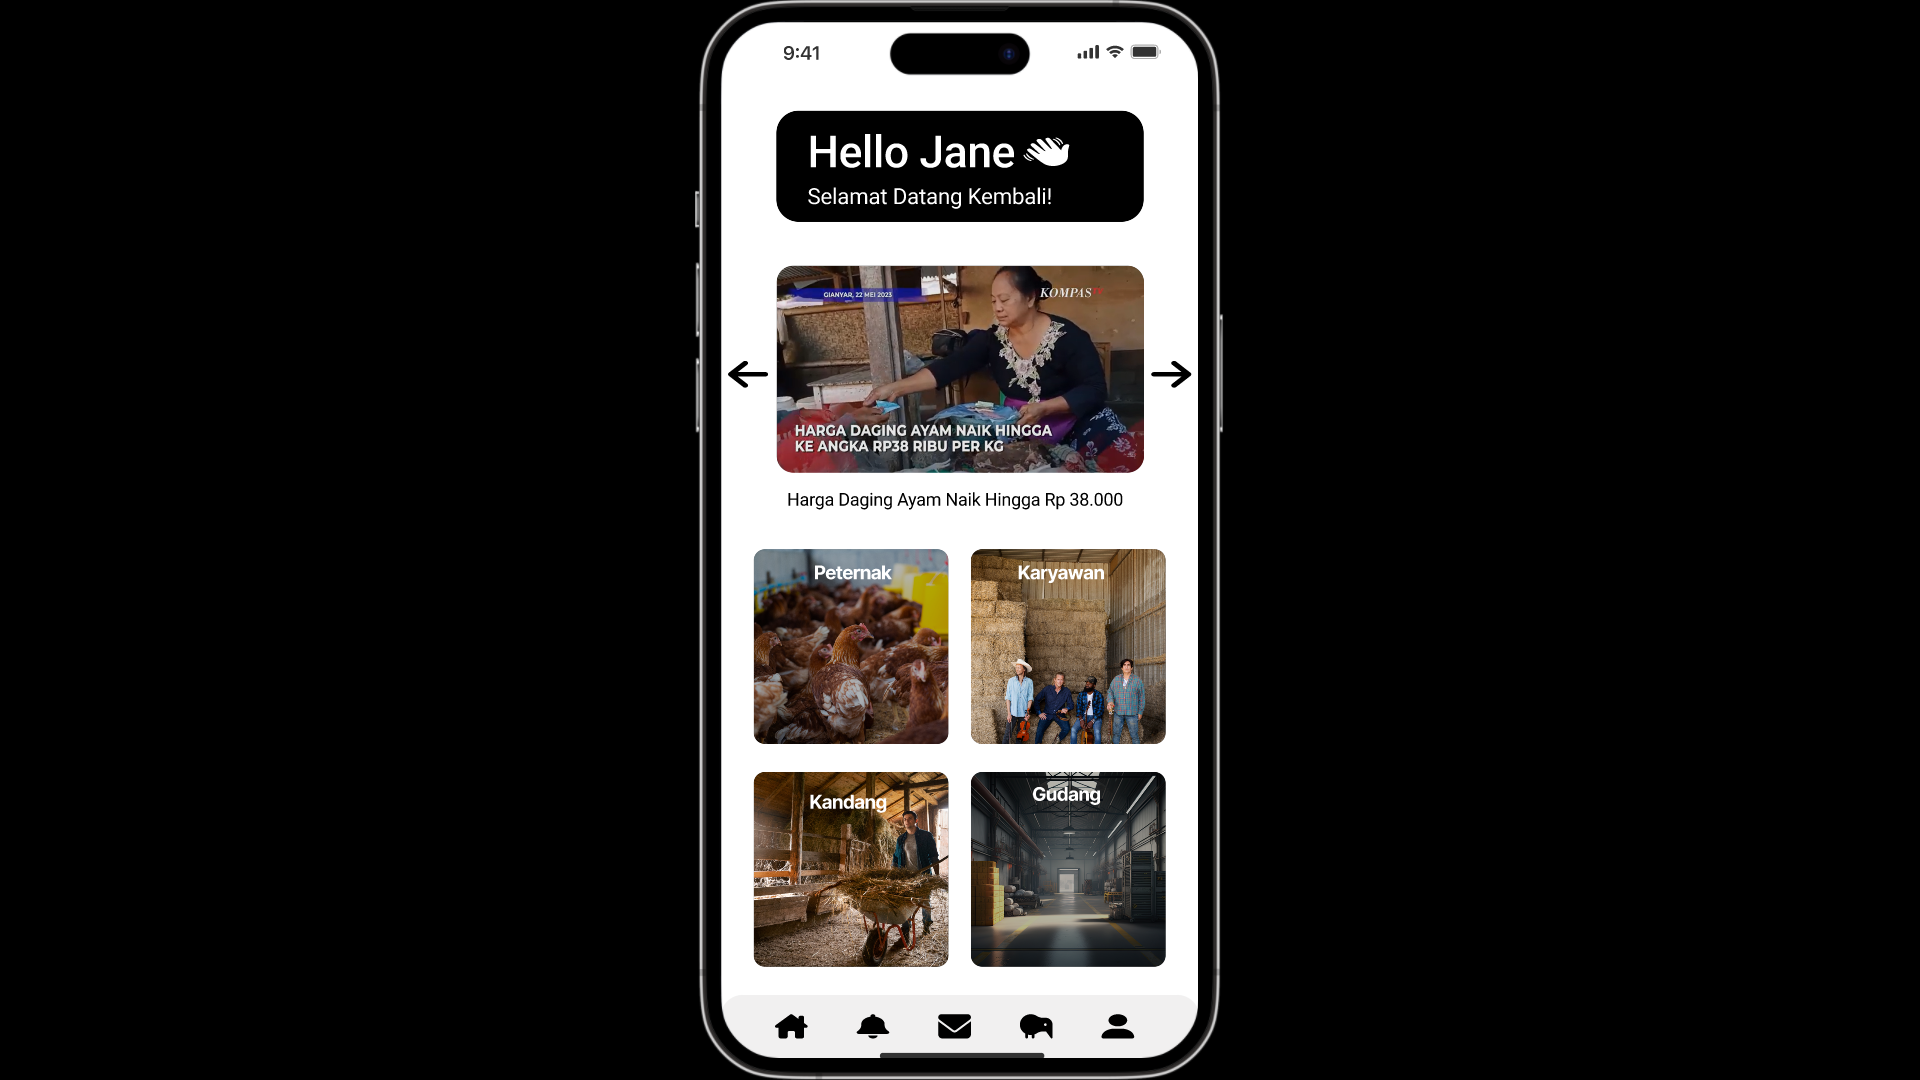 9:41
Hello Jane
Selamat Datang Kembali!
GIANYAR, 22 MEI 2023
KOMPAS
HARGA DAGING AYAM NAIK HINGGA
KE ANGKA RP38 RIBU PER KG
Harga Daging Ayam Naik Hingga Rp 38.000
Peternak
Karyawan
Kandang
Gudang